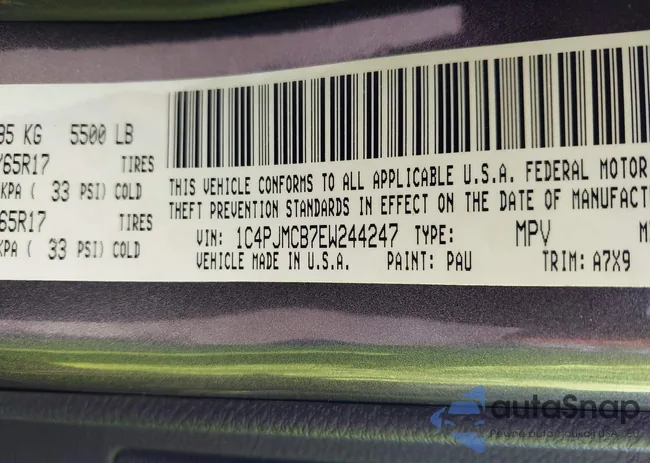 95 KG 5500 LB
/65R17 TIRES
KPA ( 33 PSI) COLD
65R17 TIRES
KPA ( 33 PSI) COLD
THIS VEHICLE CONFORMS TO ALL APPLICABLE U.S.A. FEDERAL MOTOR
THEFT PREVENTION STANDARDS IN EFFECT ON THE DATE OF MANUFACT
VIN: 1C4PJMCB7EW244247 TYPE: MPV
VEHICLE MADE IN U.S.A. PAINT: PAU TRIM: A7X9
autoSnap